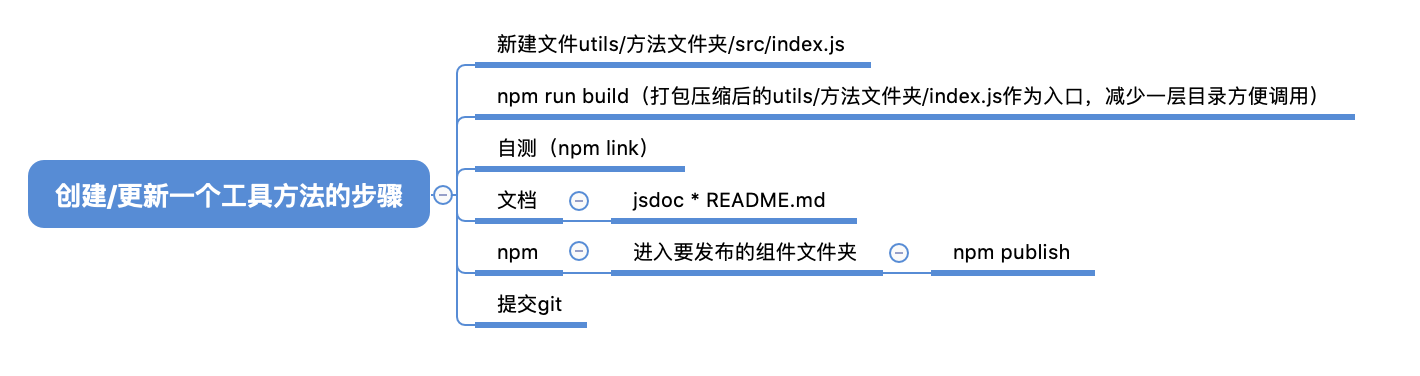 创建/更新一个工具方法的步骤
新建文件utils/方法文件夹/src/index.js
npm run build（打包压缩后的utils/方法文件夹/index.js作为入口，减少一层目录方便调用）
自测（npm link）
文档
jsdoc * README.md
npm
进入要发布的组件文件夹
npm publish
提交git